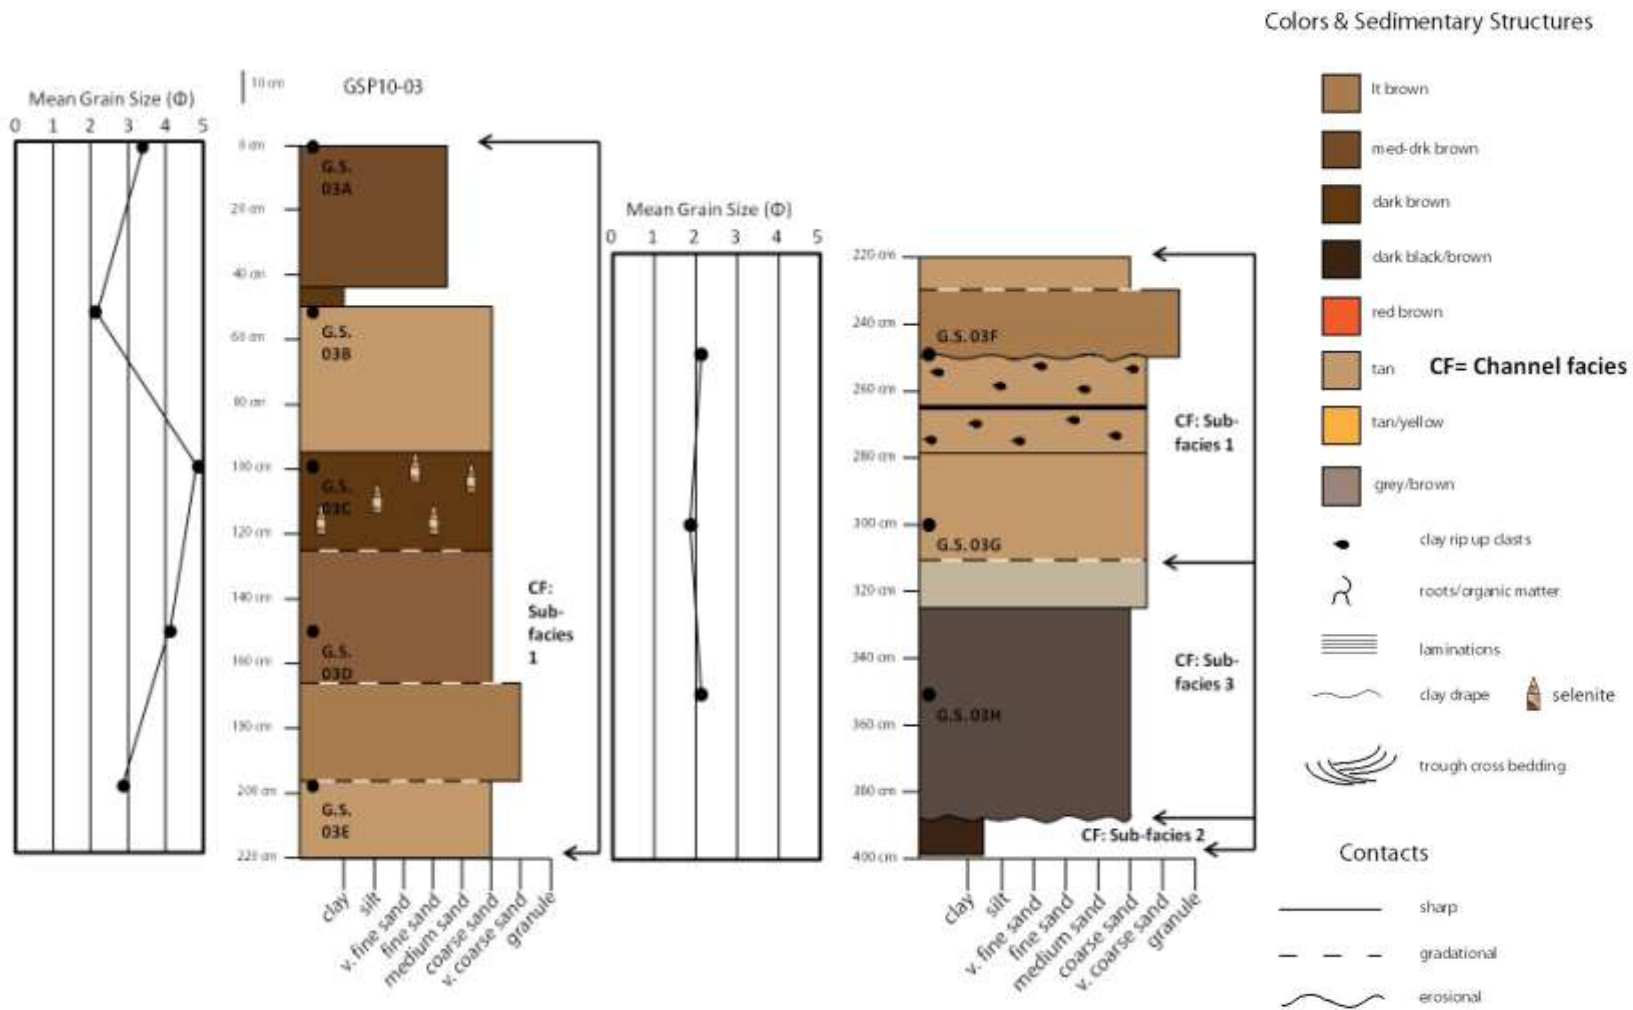 Colors & Sedimentary Structures
10 cm
GSP10-03
Mean Grain Size (Φ)
0 1 2 3 4 5
0 cm
20 cm
40 cm
60 cm
80 cm
100 cm
120 cm
140 cm
160 cm
180 cm
200 cm
220 cm
G.S.
03A
G.S.
03B
G.S.
03C
G.S.
03D
G.S.
03E
CF:
Sub-
facies
1
clay
silt
v. fine sand
fine sand
medium sand
coarse sand
v. coarse sand
granule
Mean Grain Size (Φ)
0 1 2 3 4 5
220 cm
240 cm
260 cm
280 cm
300 cm
320 cm
340 cm
360 cm
400 cm
G.S. 03F
G.S. 03G
G.S. 03H
CF: Sub-
facies 1
CF: Sub-
facies 3
CF: Sub-facies 2
clay
silt
v. fine sand
fine sand
medium sand
coarse sand
v. coarse sand
granule
lt brown
med-drk brown
dark brown
dark black/brown
red brown
tan
CF= Channel facies
tan/yellow
grey/brown
clay rip up clasts
roots/organic matter
laminations
clay drape
selenite
trough cross bedding
Contacts
sharp
gradational
erosional